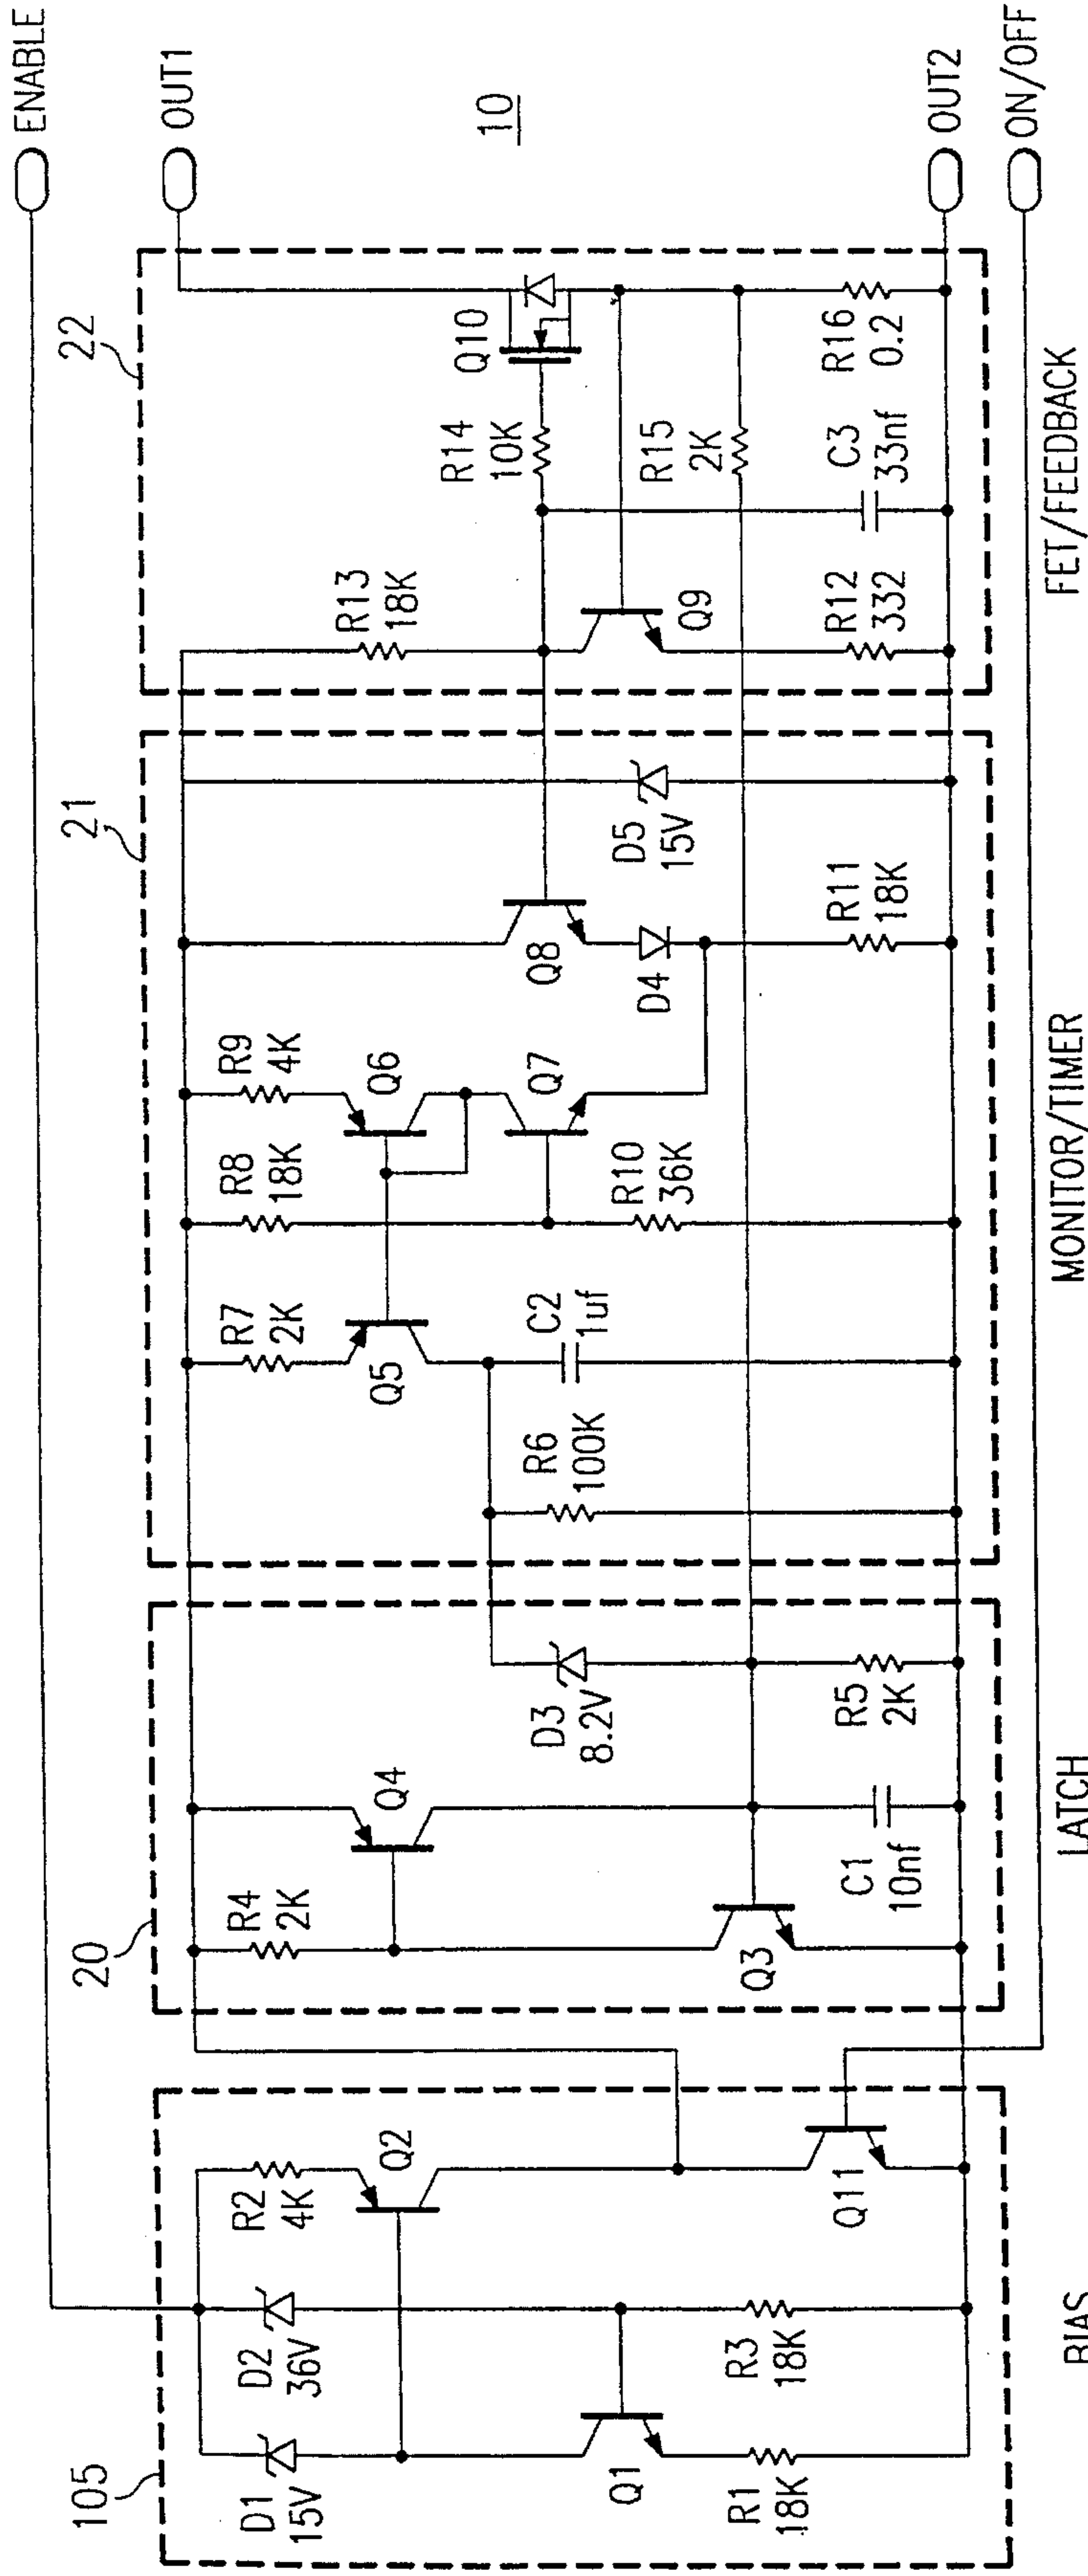 ENABLE
OUT1
10
OUT2
ON/OFF
22
Q10
R14
10K
R15
2K
R16
0.2
C3
33nf
R13
18K
Q9
R12
332
FET/FEEDBACK
21
D5
15V
Q8
D4
R11
18K
R9
4K
Q6
Q7
R8
18K
R10
36K
R7
2K
Q5
C2
1uf
R6
100K
MONITOR/TIMER
20
D3
8.2V
R5
2K
Q4
C1
10nf
R4
2K
Q3
LATCH
105
R2
4K
Q2
Q11
D2
36V
R3
18K
D1
15V
Q1
R1
18K
BIAS